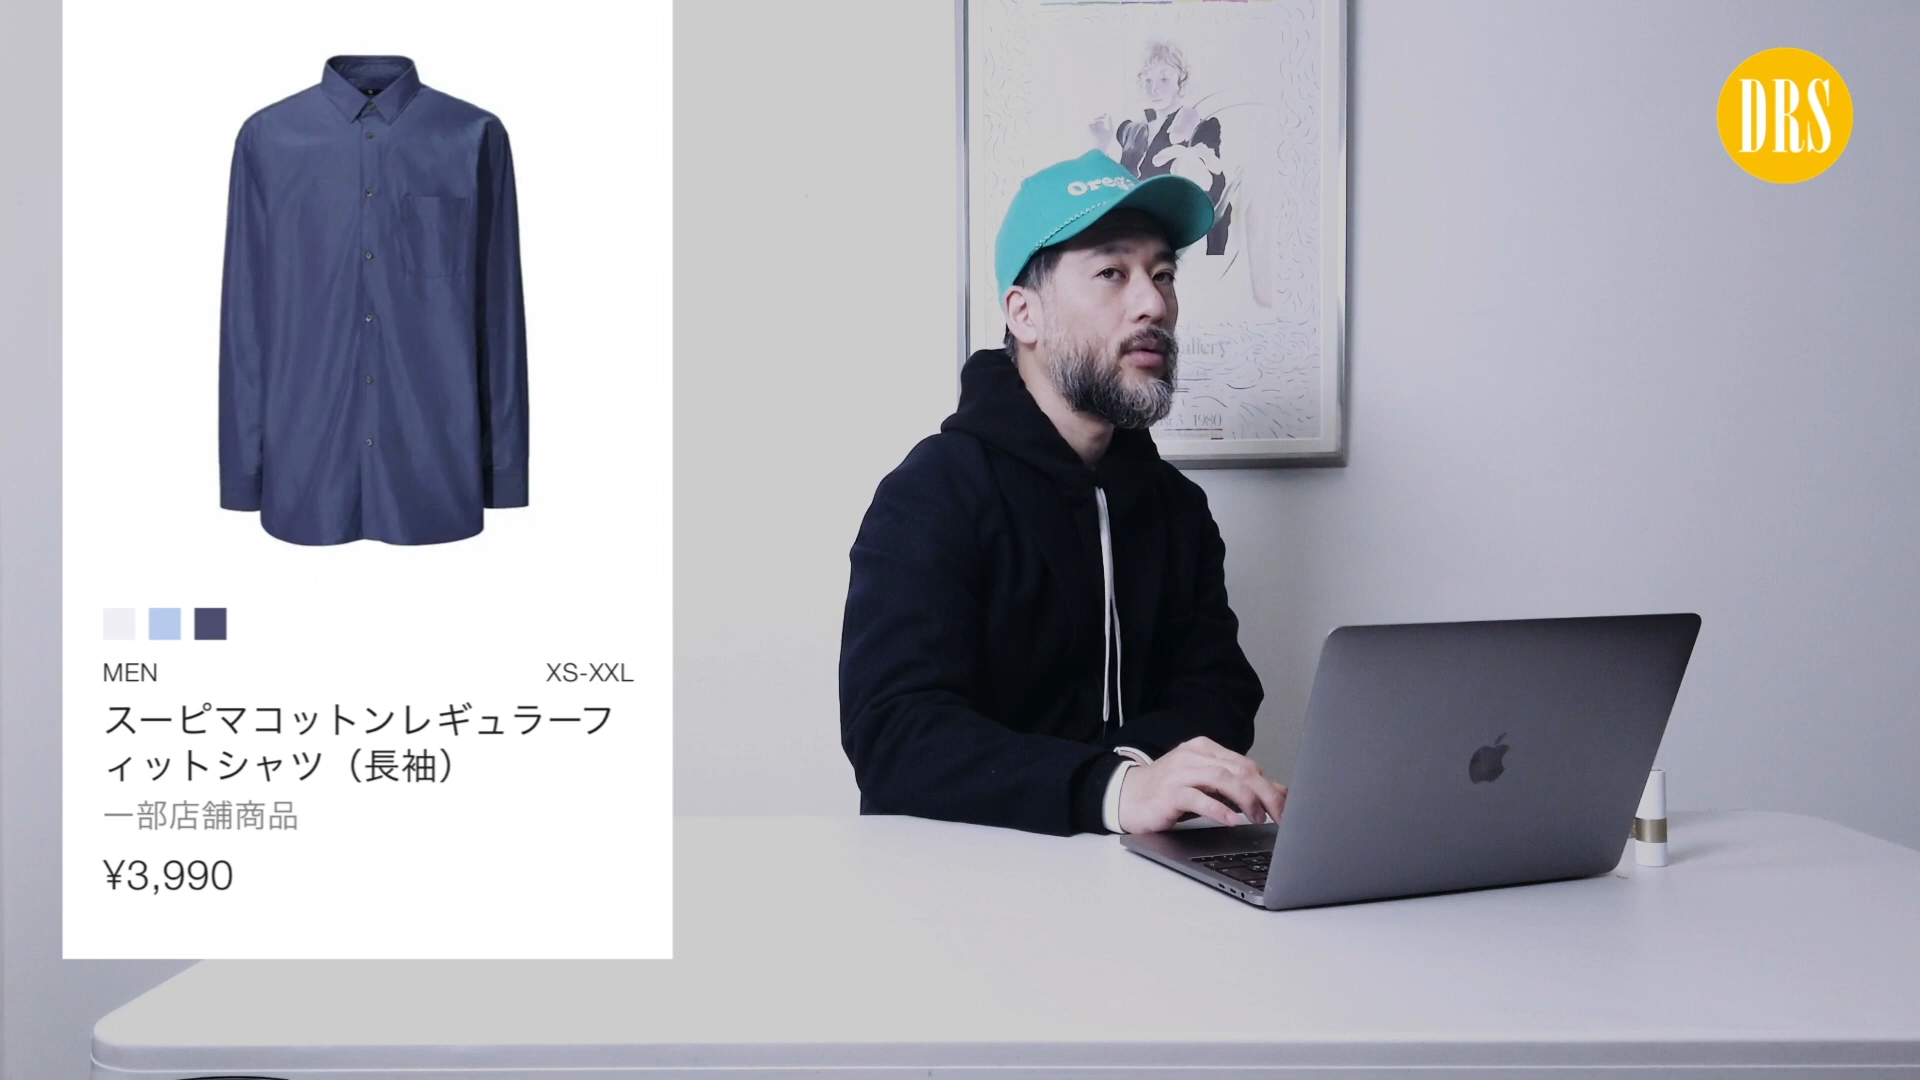 MEN
XS-XXL
スーピマコットンレギュラーフ
ィットシャツ（長袖）
一部店舗商品
¥3,990
DRS
1980